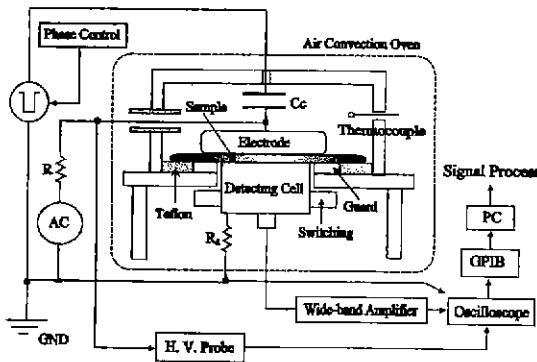 Phase Control
Air Convection Oven
Sample
Cc
Electrode
Thermocouple
R
Teflon
Detecting Cell
Guard
Switching
AC
Rd
Signal Process
PC
GPIB
Wide-band Amplifier
Oscilloscope
GND
H. V. Probe